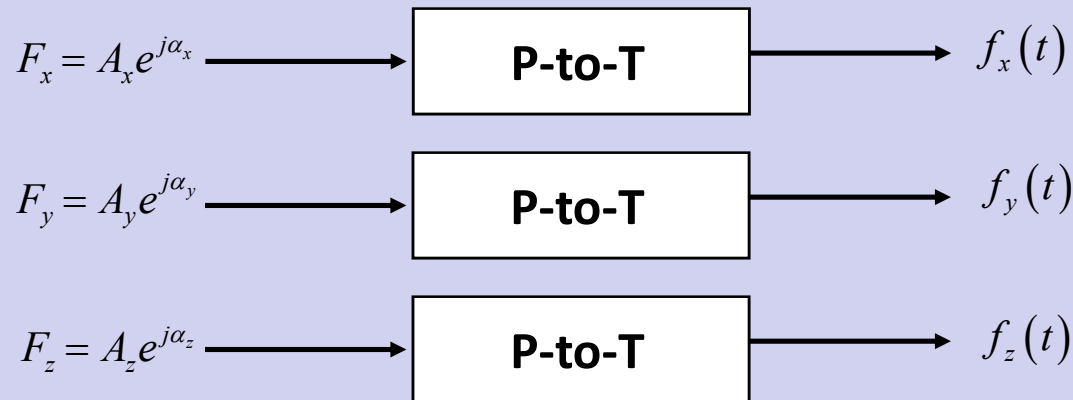 F_x = A_x e^{jα_x} P-to-T f_x(t)
F_y = A_y e^{jα_y} P-to-T f_y(t)
F_z = A_z e^{jα_z} P-to-T f_z(t)